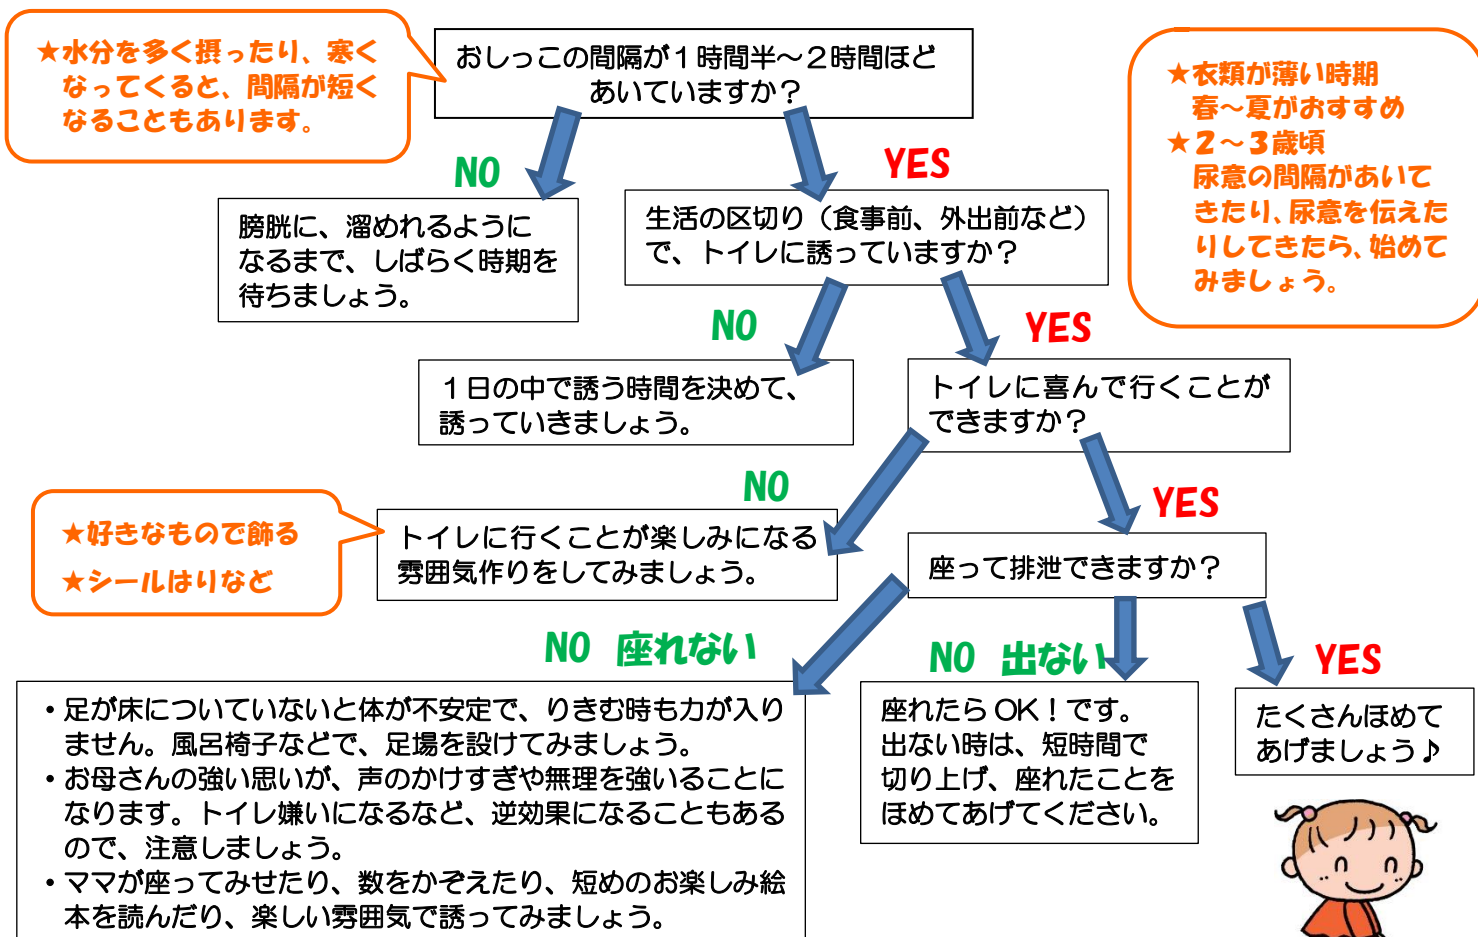 ★水分を多く摂ったり、寒く
なってくると、間隔が短く
なることもあります。
おしっこの間隔が１時間半～２時間ほど
あいていますか？
★衣類が薄い時期
春～夏がおすすめ
★２～３歳頃
尿意の間隔があいて
きたり、尿意を伝えた
りしてきたら、始めて
みましょう。
NO
YES
膀胱に、溜めれるように
なるまで、しばらく時期を
待ちましょう。
生活の区切り（食事前、外出前など）
で、トイレに誘っていますか？
NO
YES
１日の中で誘う時間を決めて、
誘っていきましょう。
トイレに喜んで行くことが
できますか？
NO
YES
★好きなもので飾る
★シールはりなど
トイレに行くことが楽しみになる
雰囲気作りをしてみましょう。
座って排泄できますか？
NO 座れない
NO 出ない
YES
・足が床についていないと体が不安定で、りきむ時も力が入り
ません。風呂椅子などで、足場を設けてみましょう。
・お母さんの強い思いが、声のかけすぎや無理を強いることに
なります。トイレ嫌いになるなど、逆効果になることもある
ので、注意しましょう。
・ママが座ってみせたり、数をかぞえたり、短めのお楽しみ絵
本を読んだり、楽しい雰囲気で誘ってみましょう。
座れたら OK！です。
出ない時は、短時間で
切り上げ、座れたことを
ほめてあげてください。
たくさんほめて
あげましょう♪